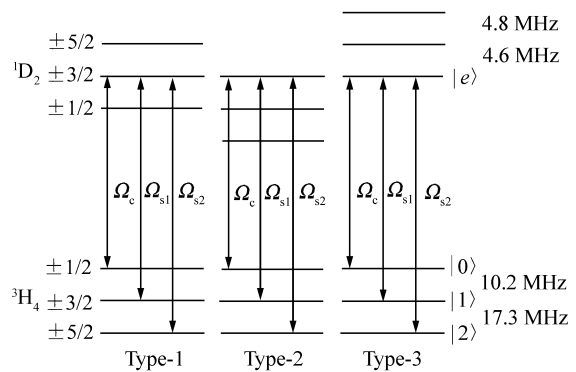 4.8 MHz
±5/2 4.6 MHz
¹D₂ ±3/2 |e⟩
±1/2
Ω_c Ω_s1 Ω_s2 Ω_c Ω_s1 Ω_s2 Ω_c Ω_s1 Ω_s2
±1/2 |0⟩
10.2 MHz
³H₄ ±3/2 |1⟩
17.3 MHz
±5/2 |2⟩
Type-1 Type-2 Type-3